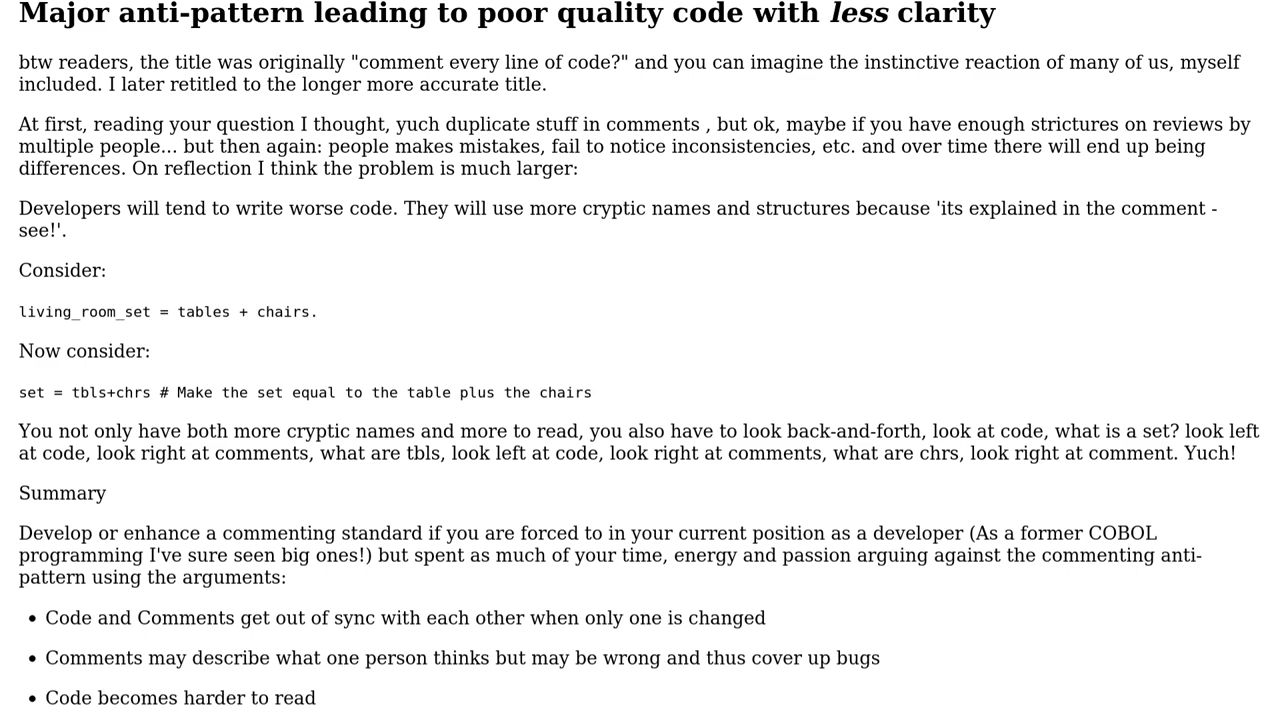 Major anti-pattern leading to poor quality code with less clarity
btw readers, the title was originally "comment every line of code?" and you can imagine the instinctive reaction of many of us, myself
included. I later retitled to the longer more accurate title.
At first, reading your question I thought, yuch duplicate stuff in comments , but ok, maybe if you have enough strictures on reviews by
multiple people... but then again: people makes mistakes, fail to notice inconsistencies, etc. and over time there will end up being
differences. On reflection I think the problem is much larger:
Developers will tend to write worse code. They will use more cryptic names and structures because 'its explained in the comment -
see!'.
Consider:
living_room_set = tables + chairs.
Now consider:
set = tbls+chrs # Make the set equal to the table plus the chairs
You not only have both more cryptic names and more to read, you also have to look back-and-forth, look at code, what is a set? look left
at code, look right at comments, what are tbls, look left at code, look right at comments, what are chrs, look right at comment. Yuch!
Summary
Develop or enhance a commenting standard if you are forced to in your current position as a developer (As a former COBOL
programming I've sure seen big ones!) but spent as much of your time, energy and passion arguing against the commenting anti-
pattern using the arguments:
• Code and Comments get out of sync with each other when only one is changed
• Comments may describe what one person thinks but may be wrong and thus cover up bugs
• Code becomes harder to read